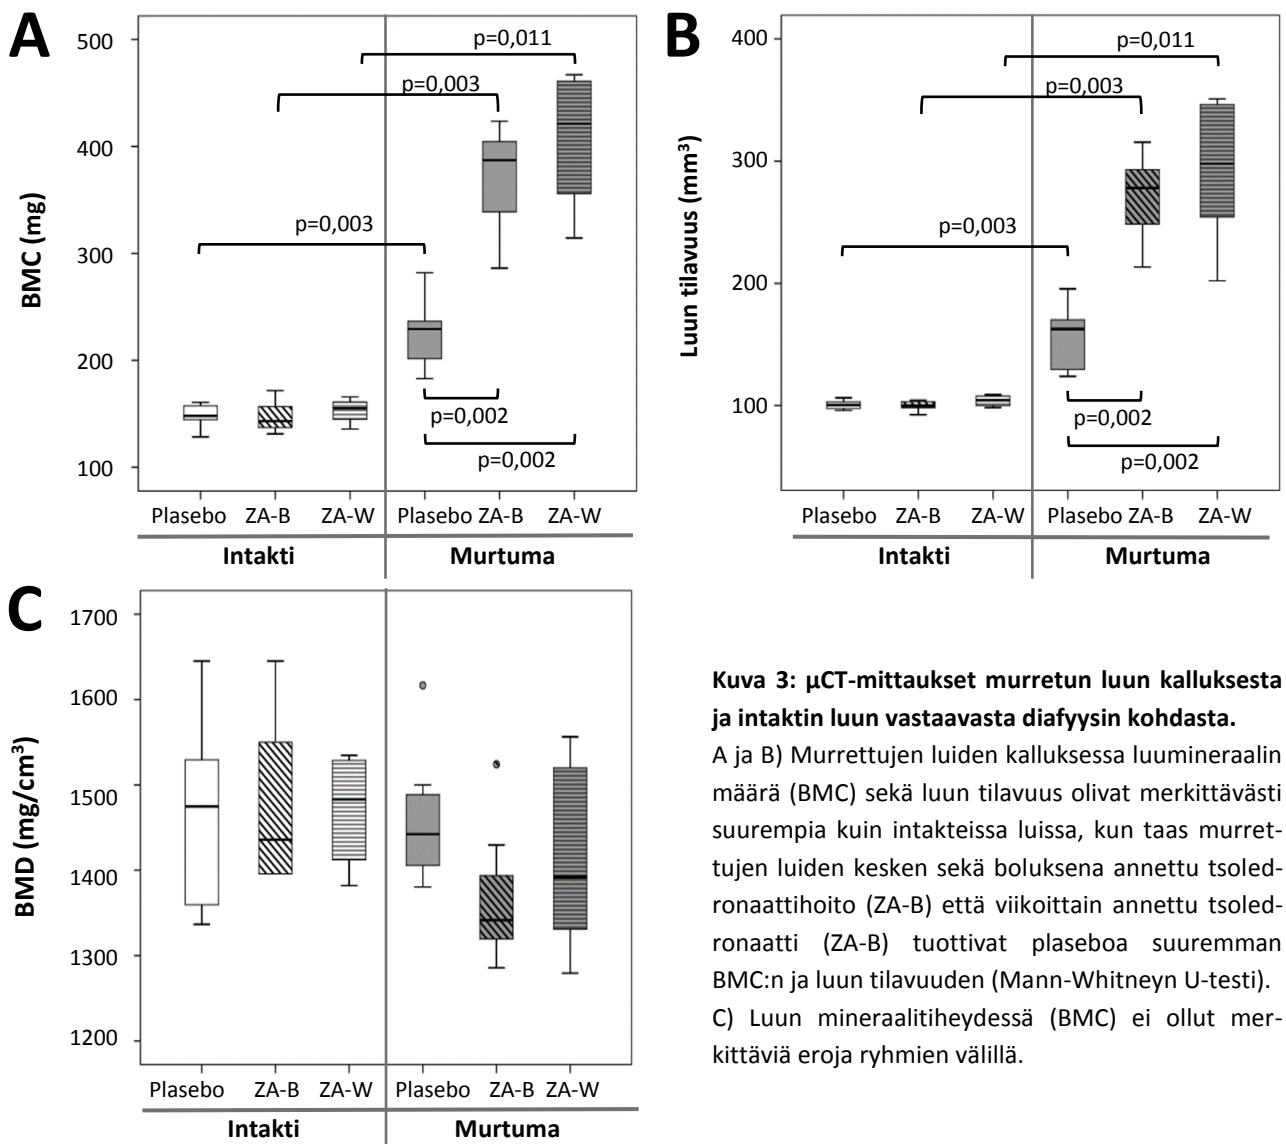 A
BMC (mg)
500
400
300
200
100
p=0,011
p=0,003
p=0,003
p=0,002
p=0,002
Plasebo ZA-B ZA-W Plasebo ZA-B ZA-W
Intakti Murtuma
B
Luun tilavuus (mm³)
400
300
200
100
p=0,011
p=0,003
p=0,003
p=0,002
p=0,002
Plasebo ZA-B ZA-W Plasebo ZA-B ZA-W
Intakti Murtuma
C
BMD (mg/cm³)
1700
1600
1500
1400
1300
1200
Plasebo ZA-B ZA-W Plasebo ZA-B ZA-W
Intakti Murtuma
Kuva 3: µCT-mittaukset murretun luun kalluksesta
ja intaktin luun vastaavasta diafyysin kohdasta.
A ja B) Murrettujen luiden kalluksessa luumineraalin
määrä (BMC) sekä luun tilavuus olivat merkittävästi
suurempia kuin intakteissa luissa, kun taas murret-
tujen luiden kesken sekä boluksena annettu tsoled-
ronaattihoito (ZA-B) että viikoittain annettu tsoled-
ronaatti (ZA-B) tuottivat plaseboa suuremman
BMC:n ja luun tilavuuden (Mann-Whitneyn U-testi).
C) Luun mineraalitiheydessä (BMC) ei ollut mer-
kittäviä eroja ryhmien välillä.